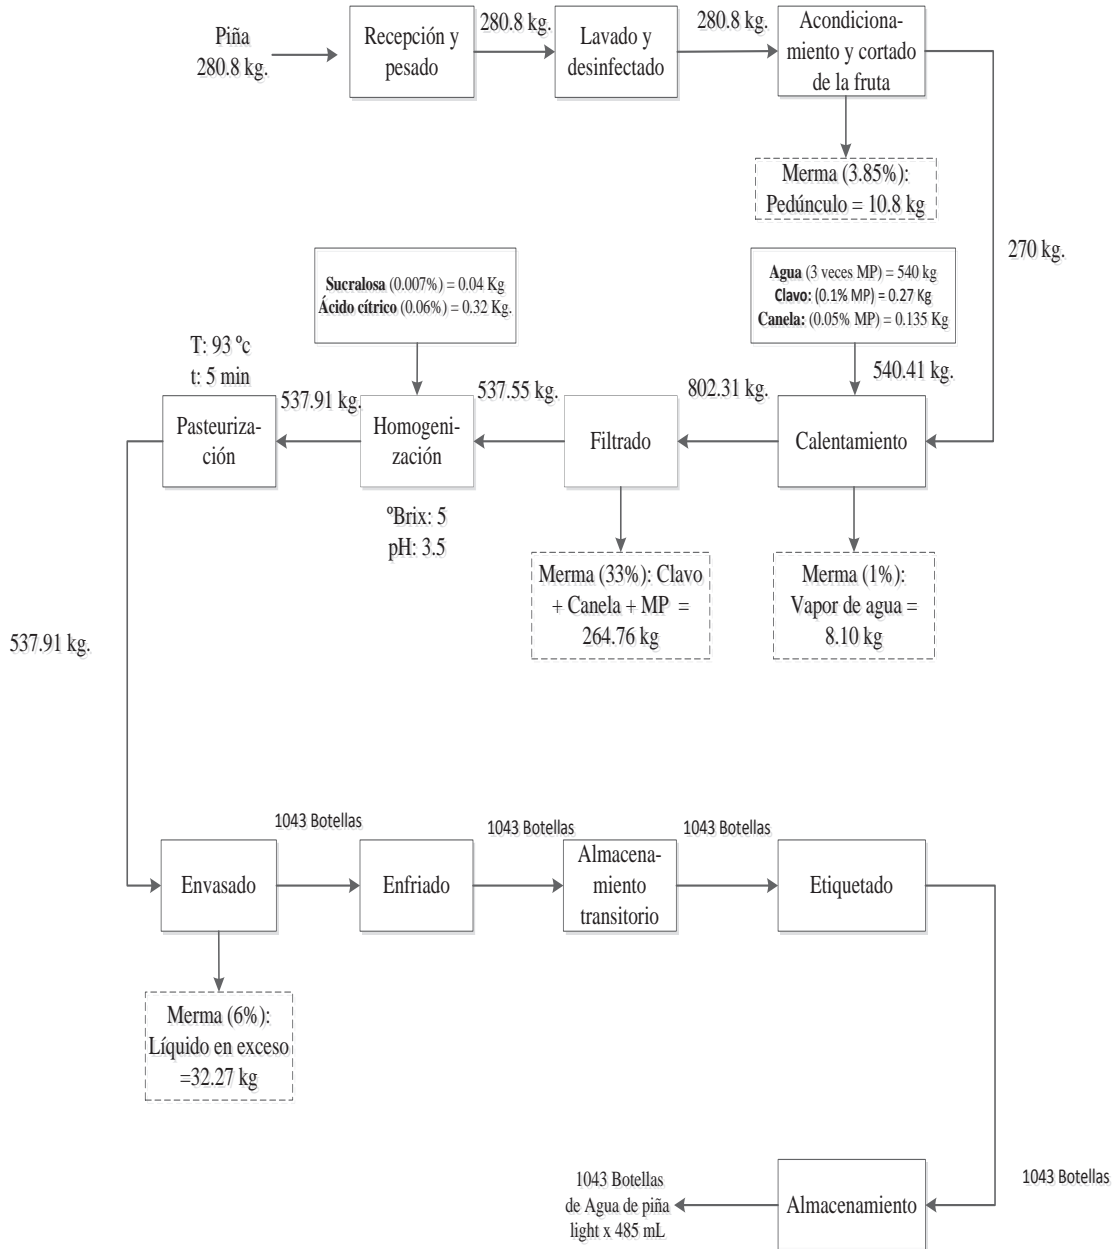 Piña
280.8 kg.
Recepción y
pesado
280.8 kg.
Lavado y
desinfectado
280.8 kg.
Acondiciona-
miento y cortado
de la fruta
Merma (3.85%):
Pedúnculo = 10.8 kg
270 kg.
Sucralosa (0.007%) = 0.04 Kg
Ácido cítrico (0.06%) = 0.32 Kg.
Agua (3 veces MP) = 540 kg
Clavo: (0.1% MP) = 0.27 Kg
Canela: (0.05% MP) = 0.135 Kg
T: 93 ºc
t: 5 min
537.91 kg.
537.55 kg.
802.31 kg.
540.41 kg.
Pasteuriza-
ción
Homogeni-
zación
Filtrado
Calentamiento
ºBrix: 5
pH: 3.5
Merma (33%): Clavo
+ Canela + MP =
264.76 kg
Merma (1%):
Vapor de agua =
8.10 kg
537.91 kg.
1043 Botellas
1043 Botellas
1043 Botellas
Envasado
Enfriado
Almacena-
miento
transitorio
Etiquetado
Merma (6%):
Líquido en exceso
=32.27 kg
1043 Botellas
de Agua de piña
light x 485 mL
Almacenamiento
1043 Botellas